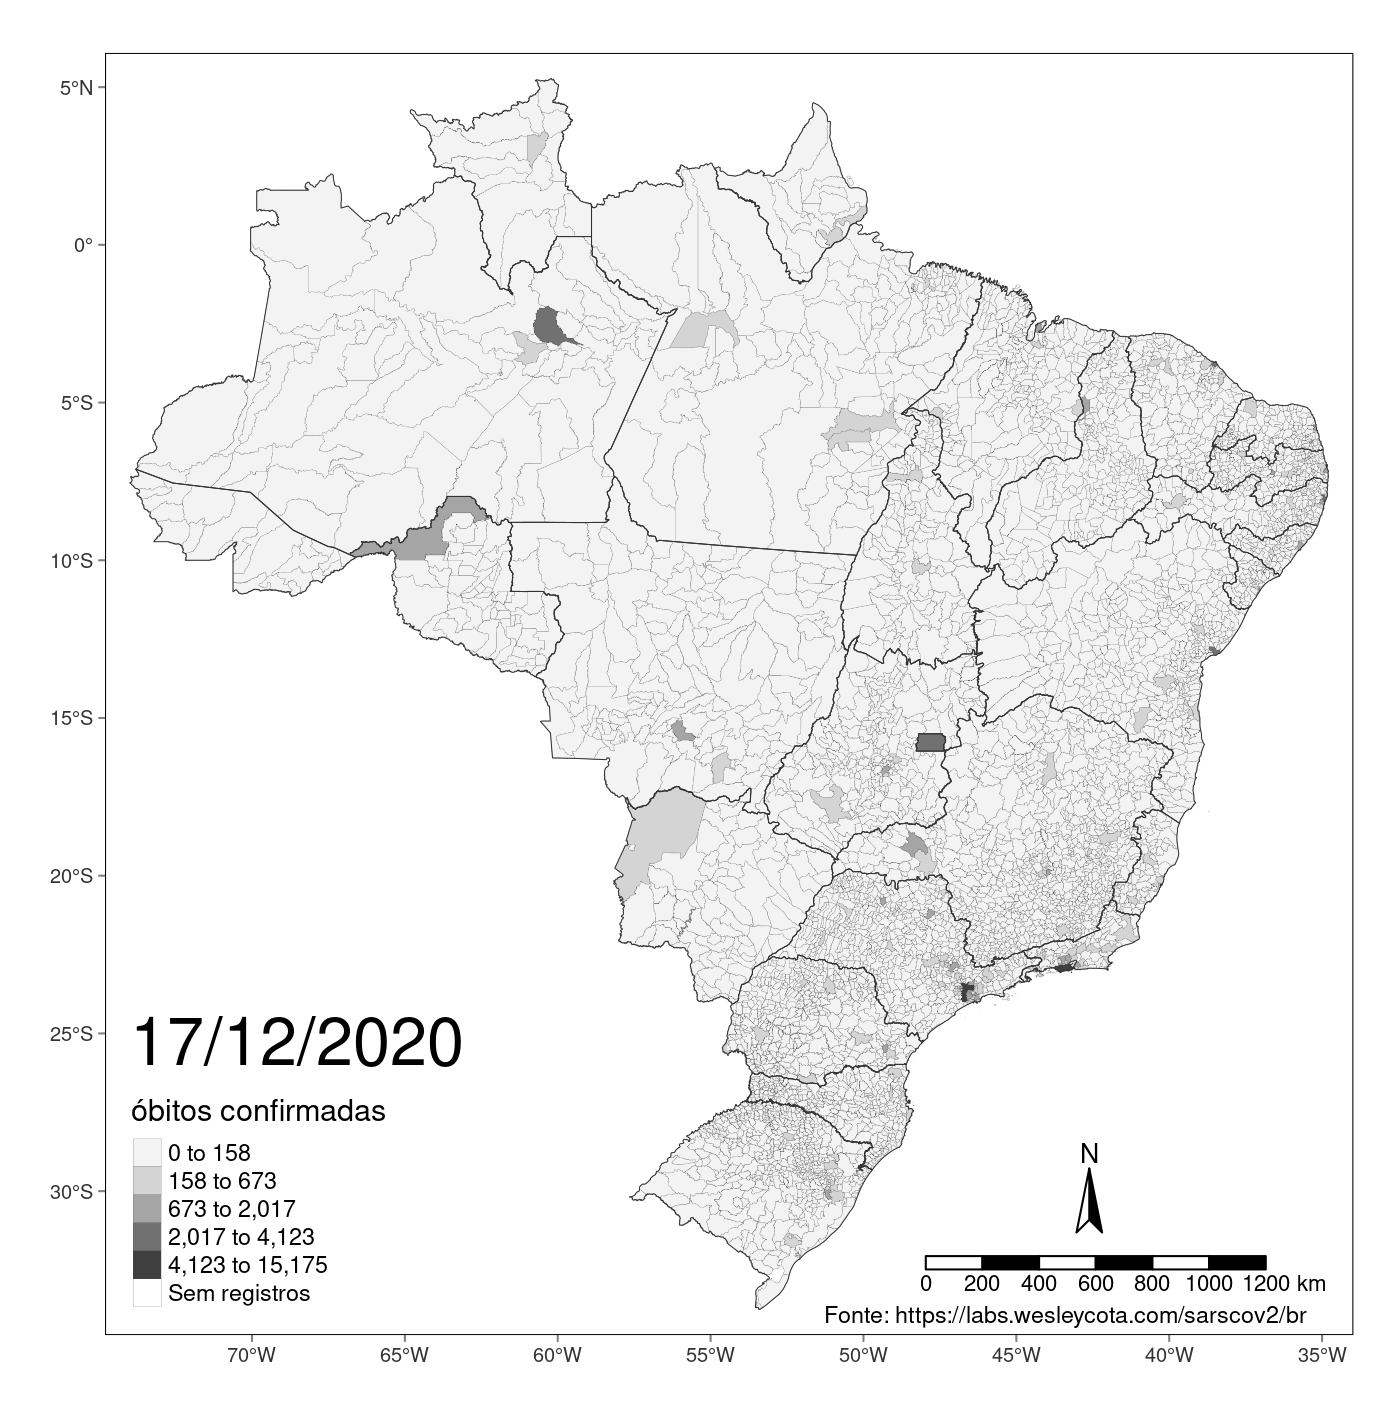 5°N
0°
5°S
10°S
15°S
20°S
25°S
30°S
17/12/2020
óbitos confirmadas
0 to 158
158 to 673
673 to 2,017
2,017 to 4,123
4,123 to 15,175
Sem registros
N
0 200 400 600 800 1000 1200 km
Fonte: https://labs.wesleycota.com/sarscov2/br
70°W 65°W 60°W 55°W 50°W 45°W 40°W 35°W